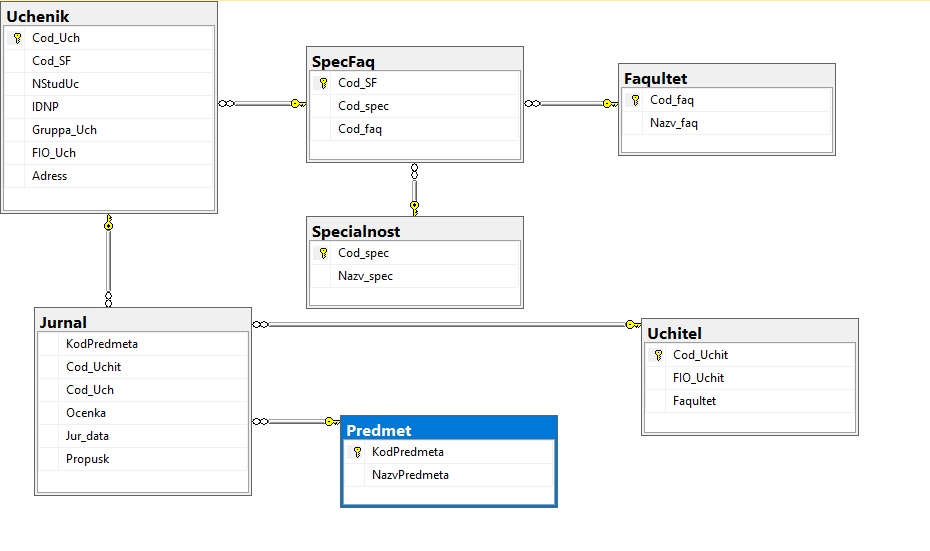 Uchenik
Cod_Uch
Cod_SF
NStudUc
IDNP
Gruppa_Uch
FIO_Uch
Adress
SpecFaq
Cod_SF
Cod_spec
Cod_faq
Faqultet
Cod_faq
Nazv_faq
Specialnost
Cod_spec
Nazv_spec
Jurnal
KodPredmeta
Cod_Uchit
Cod_Uch
Ocenka
Jur_data
Propusk
Uchitel
Cod_Uchit
FIO_Uchit
Faqultet
Predmet
KodPredmeta
NazvPredmeta